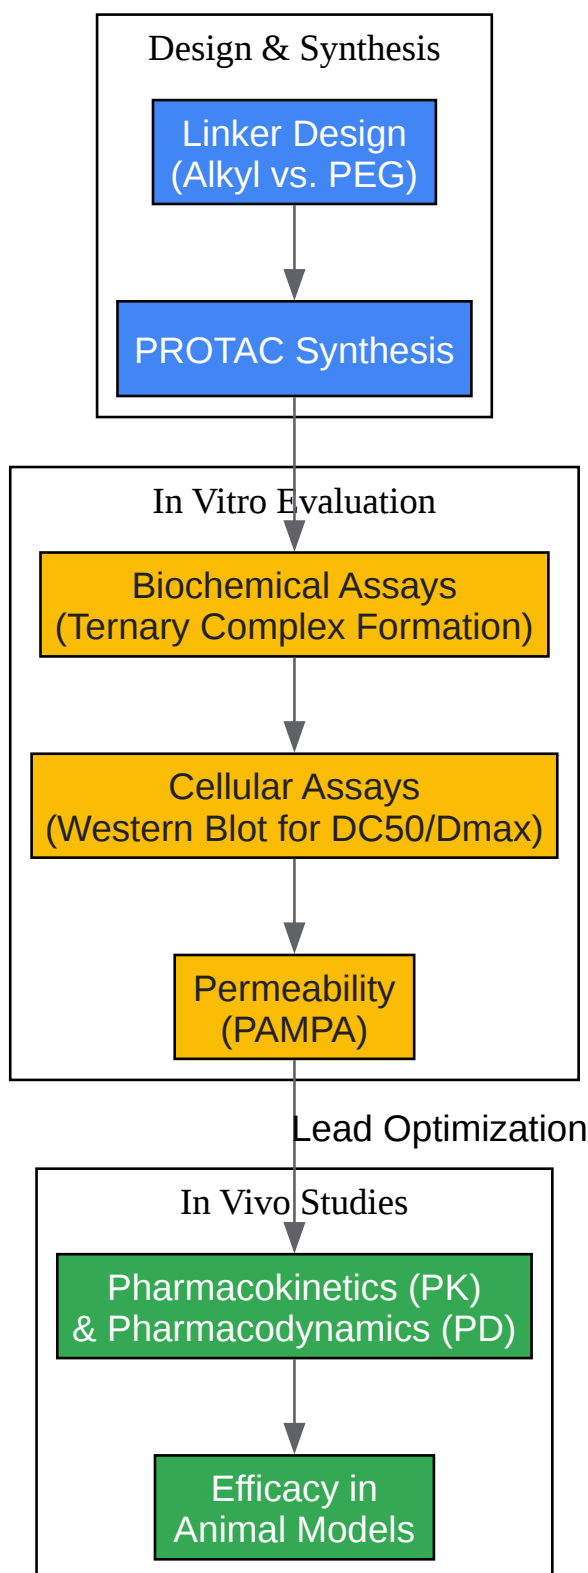 Design & Synthesis
Linker Design
(Alkyl vs. PEG)
PROTAC Synthesis
In Vitro Evaluation
Biochemical Assays
(Ternary Complex Formation)
Cellular Assays
(Western Blot for DC50/Dmax)
Permeability
(PAMPA)
Lead Optimization
In Vivo Studies
Pharmacokinetics (PK)
& Pharmacodynamics (PD)
Efficacy in
Animal Models